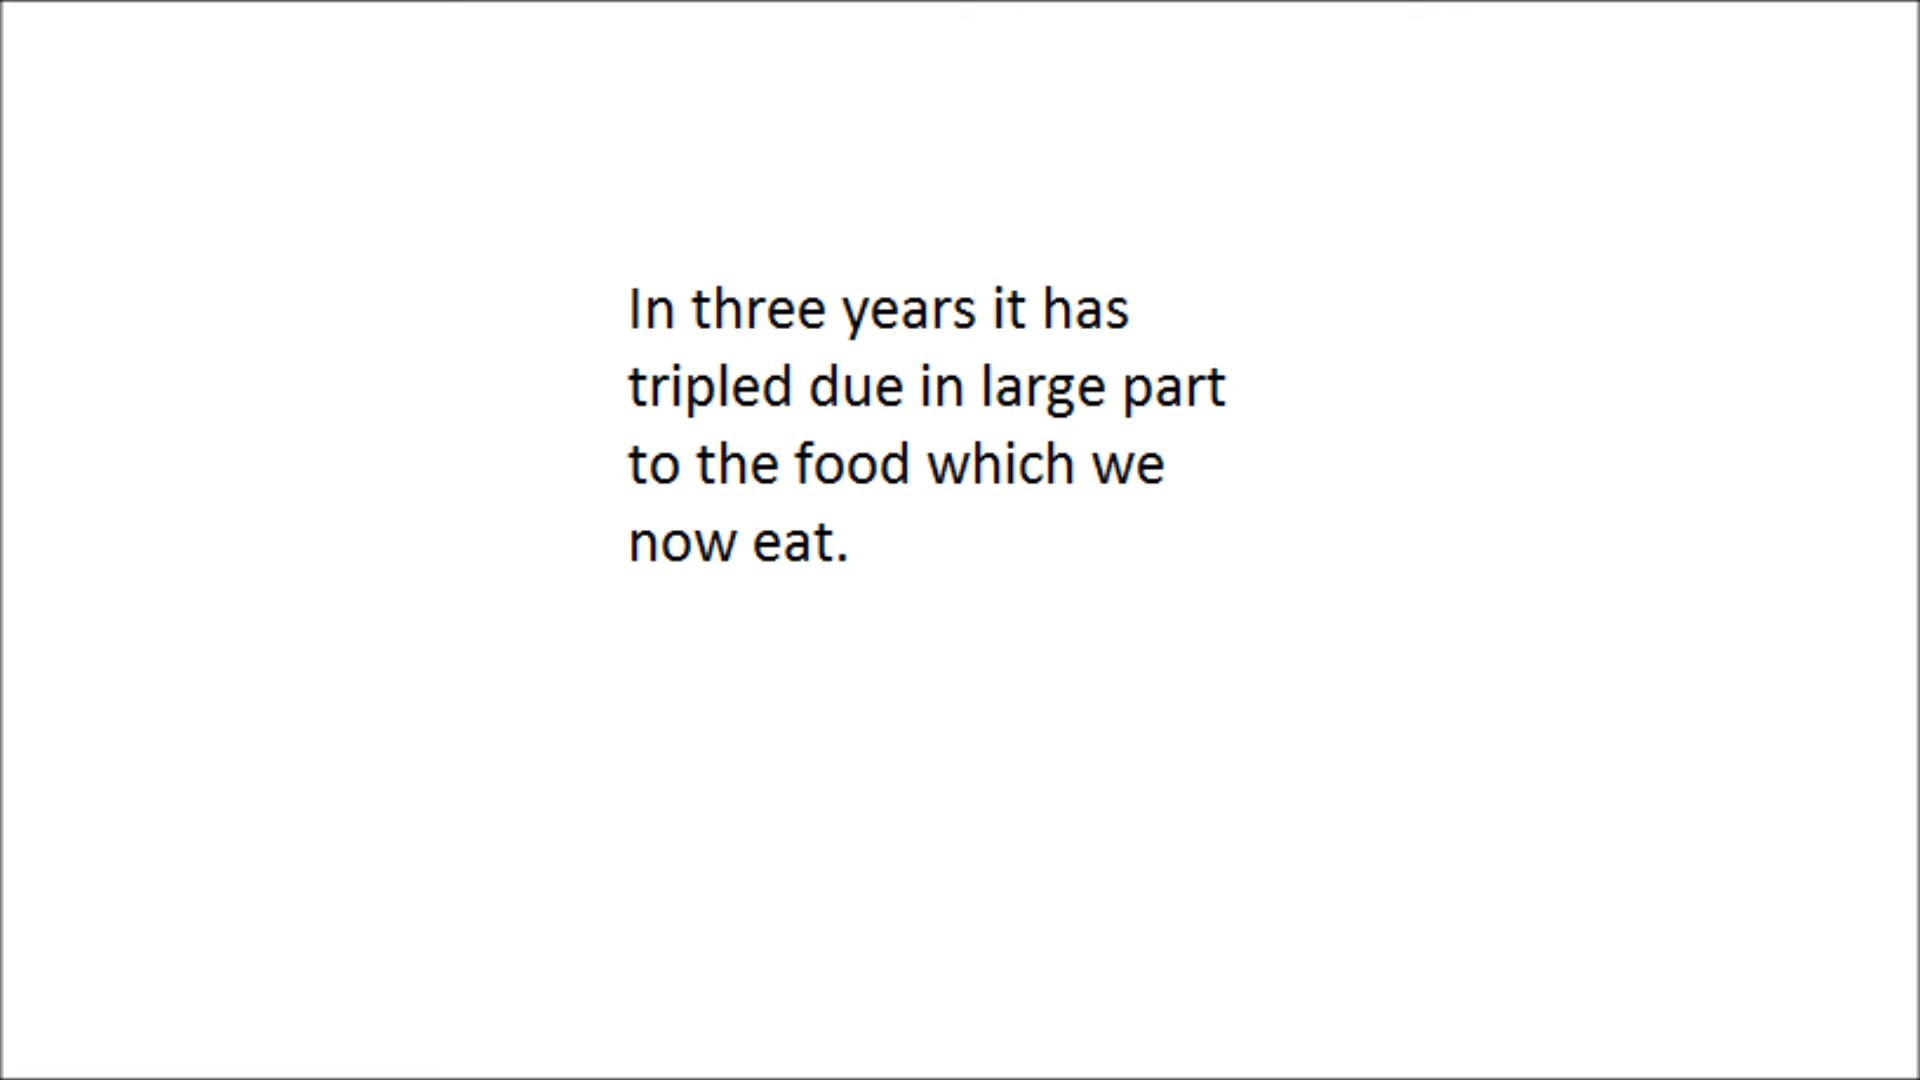 In three years it has
tripled due in large part
to the food which we
now eat.